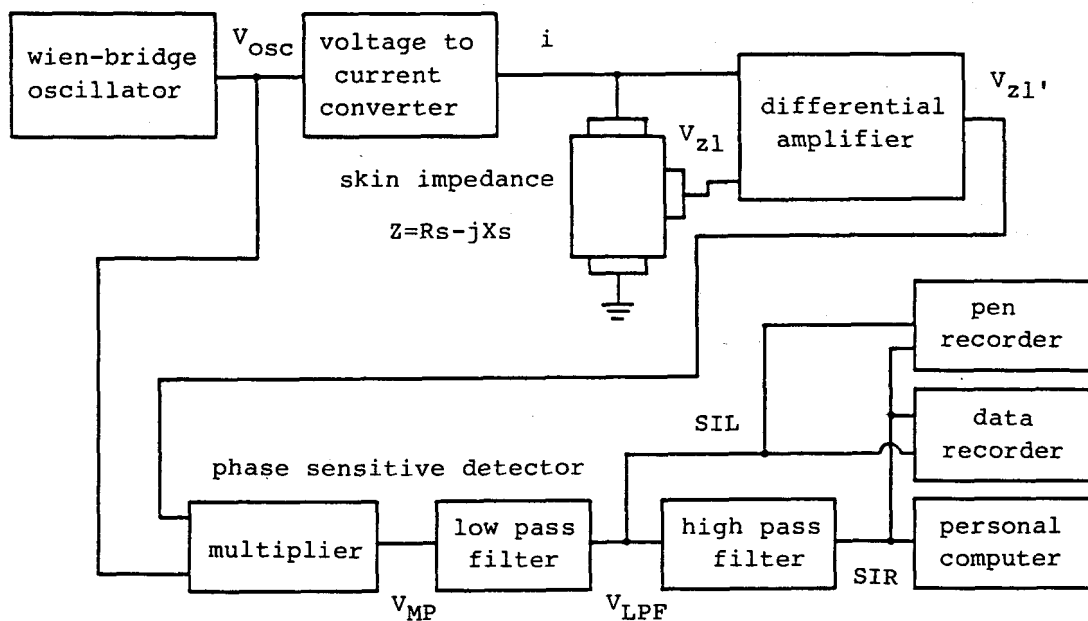 wien-bridge
oscillator
Vosc
voltage to
current
converter
i
differential
amplifier
Vzl'
Vzl
skin impedance
Z=Rs-jXs
pen
recorder
SIL
data
recorder
phase sensitive detector
multiplier
low pass
filter
high pass
filter
personal
computer
VMP
VLPF
SIR